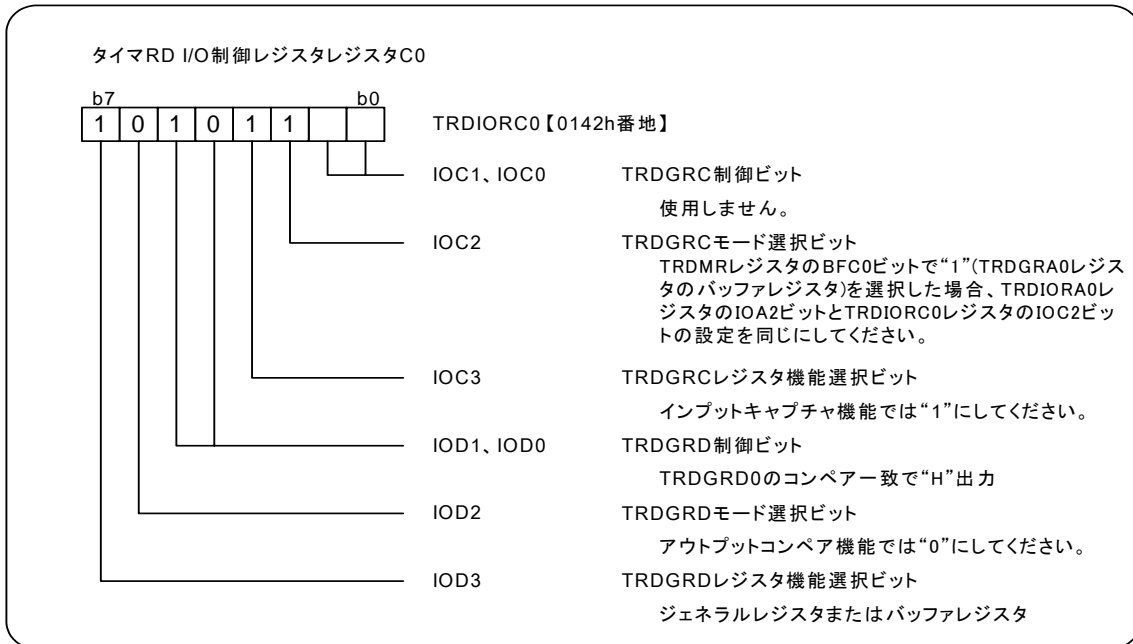 タイマRD I/O制御レジスタレジスタC0
b7 b0
1 0 1 0 1 1
TRDIORC0【0142h番地】
IOC1、IOC0 TRDGRC制御ビット
使用しません。
IOC2 TRDGRCモード選択ビット
TRDMRレジスタのBFC0ビットで“1”(TRDGRA0レジス
タのバッファレジスタ)を選択した場合、TRDIORA0レ
ジスタのIOA2ビットとTRDIORC0レジスタのIOC2ビッ
トの設定を同じにしてください。
IOC3 TRDGRCレジスタ機能選択ビット
インプットキャプチャ機能では“1”にしてください。
IOD1、IOD0 TRDGRD制御ビット
TRDGRD0のコンペア一致で“H”出力
IOD2 TRDGRDモード選択ビット
アウトプットコンペア機能では“0”にしてください。
IOD3 TRDGRDレジスタ機能選択ビット
ジェネラルレジスタまたはバッファレジスタ